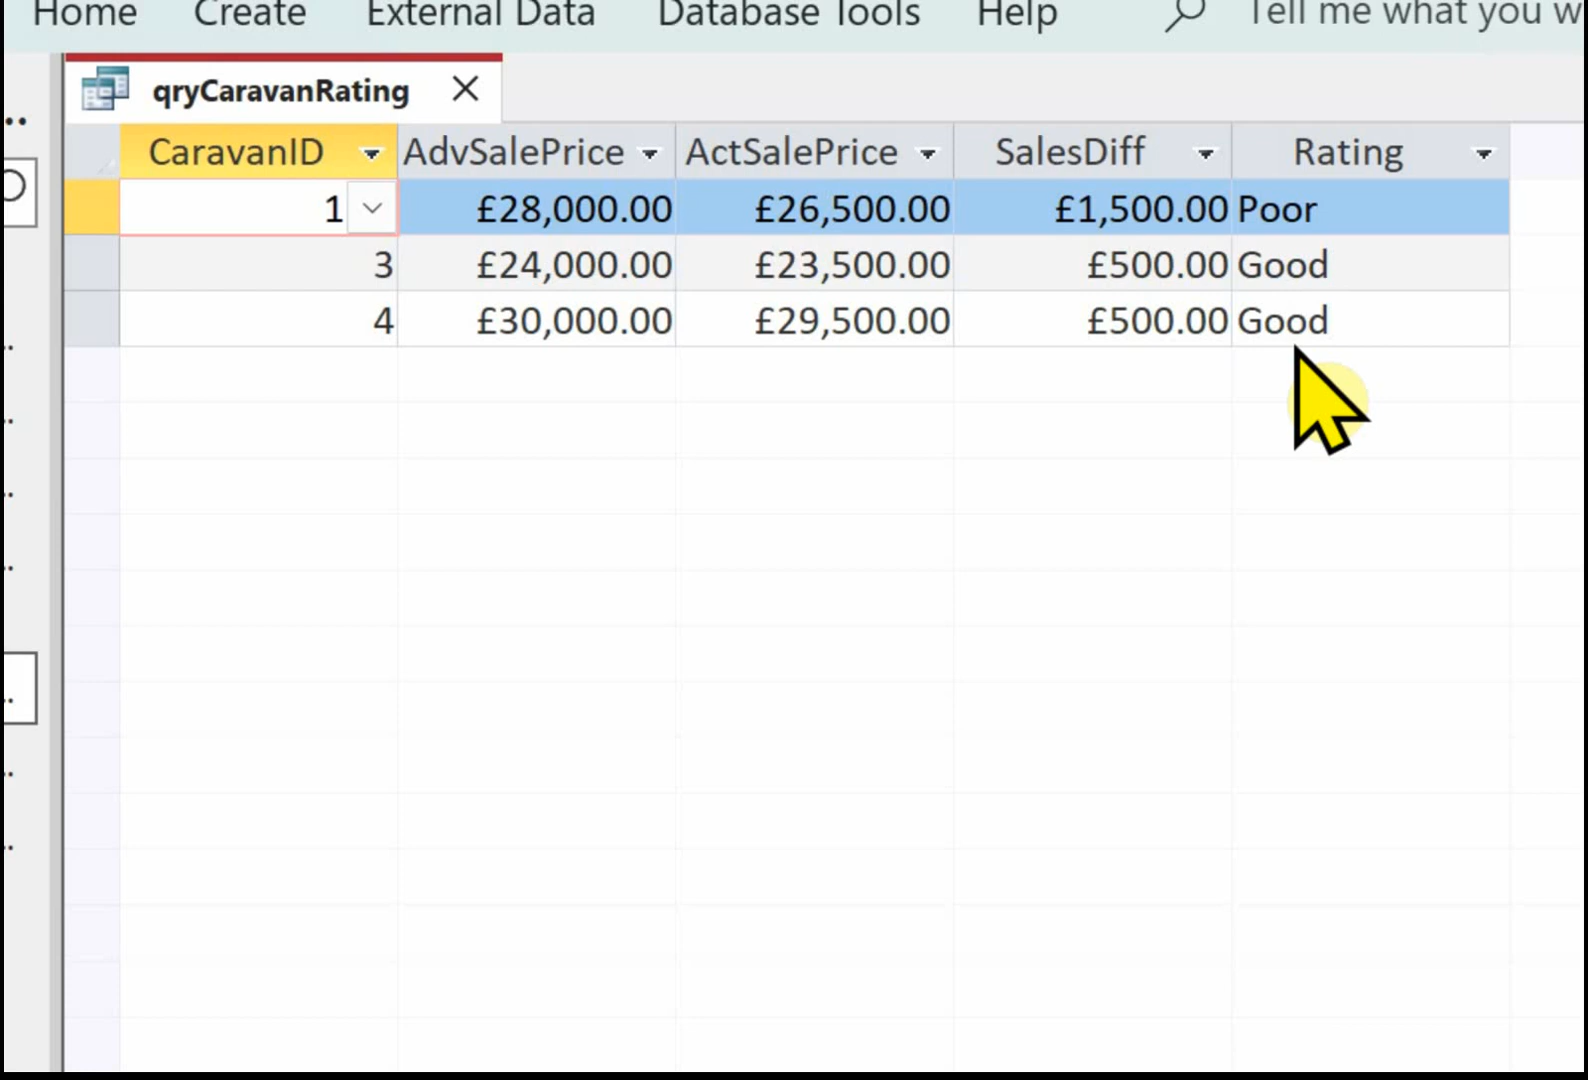 Home Create External Data Database Tools Help Tell me what you w
qryCaravanRating
CaravanID AdvSalePrice ActSalePrice SalesDiff Rating
1 £28,000.00 £26,500.00 £1,500.00 Poor
3 £24,000.00 £23,500.00 £500.00 Good
4 £30,000.00 £29,500.00 £500.00 Good